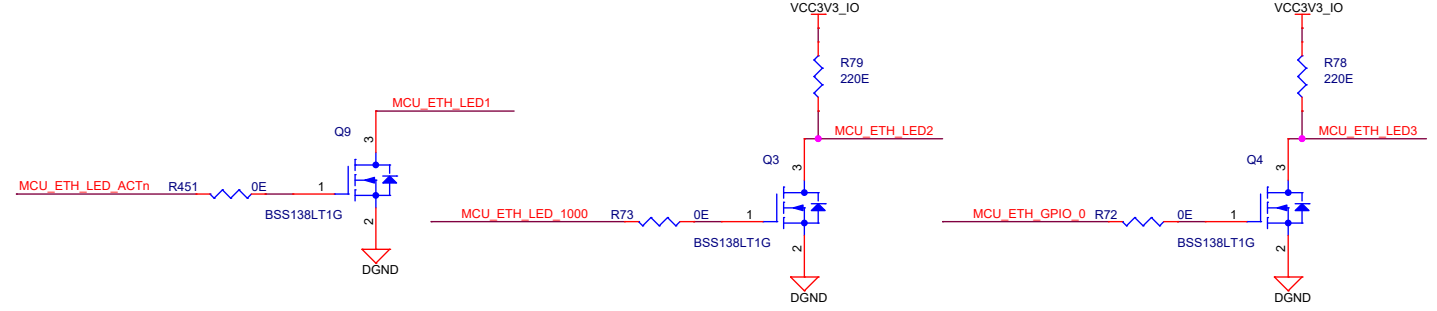 VCC3V3_IO
R79
220E
MCU_ETH_LED2
3
Q3
MCU_ETH_LED_1000
R73
0E
1
BSS138LT1G
2
DGND
MCU_ETH_LED1
3
Q9
MCU_ETH_LED_ACTn
R451
0E
1
BSS138LT1G
2
DGND
VCC3V3_IO
R78
220E
MCU_ETH_LED3
3
Q4
MCU_ETH_GPIO_0
R72
0E
1
BSS138LT1G
2
DGND